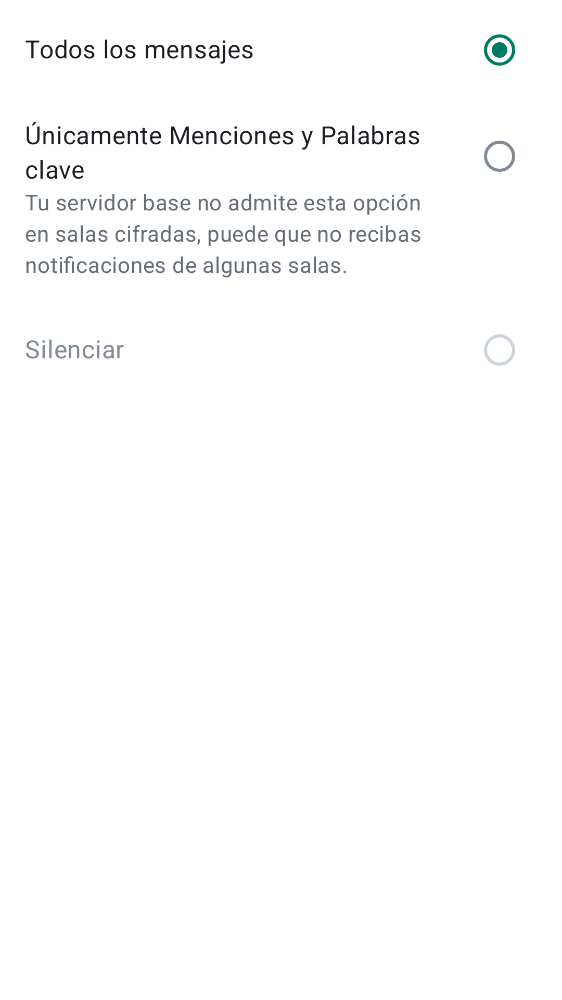 Todos los mensajes
Únicamente Menciones y Palabras
clave
Tu servidor base no admite esta opción
en salas cifradas, puede que no recibas
notificaciones de algunas salas.
Silenciar